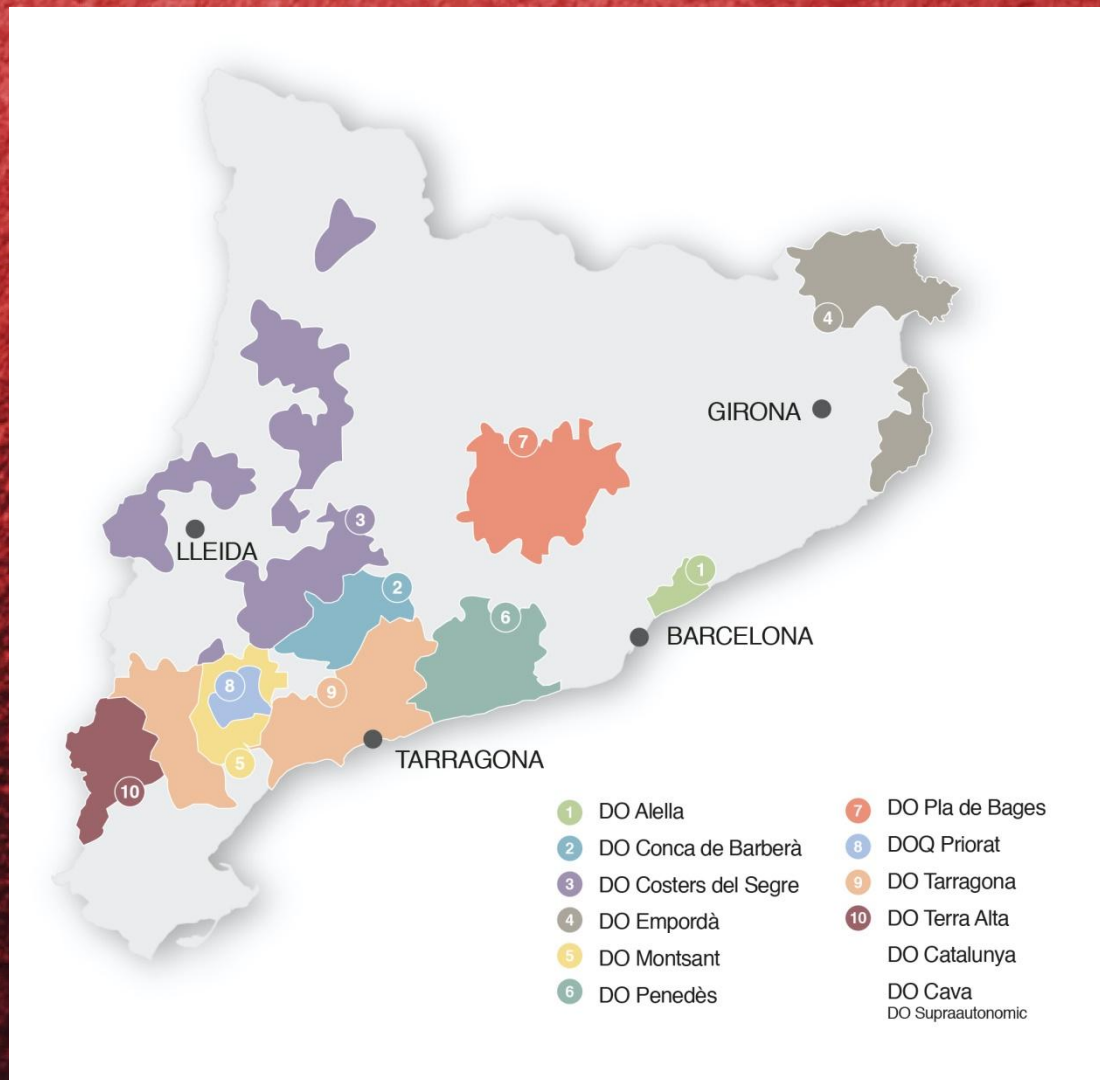 4
GIRONA
7
3
LLEIDA
1
2
6
BARCELONA
8
9
TARRAGONA
5
10
1 DO Alella
2 DO Conca de Barberà
3 DO Costers del Segre
4 DO Empordà
5 DO Montsant
6 DO Penedès
7 DO Pla de Bages
8 DOQ Priorat
9 DO Tarragona
10 DO Terra Alta
DO Catalunya
DO Cava
DO Supraautonomic